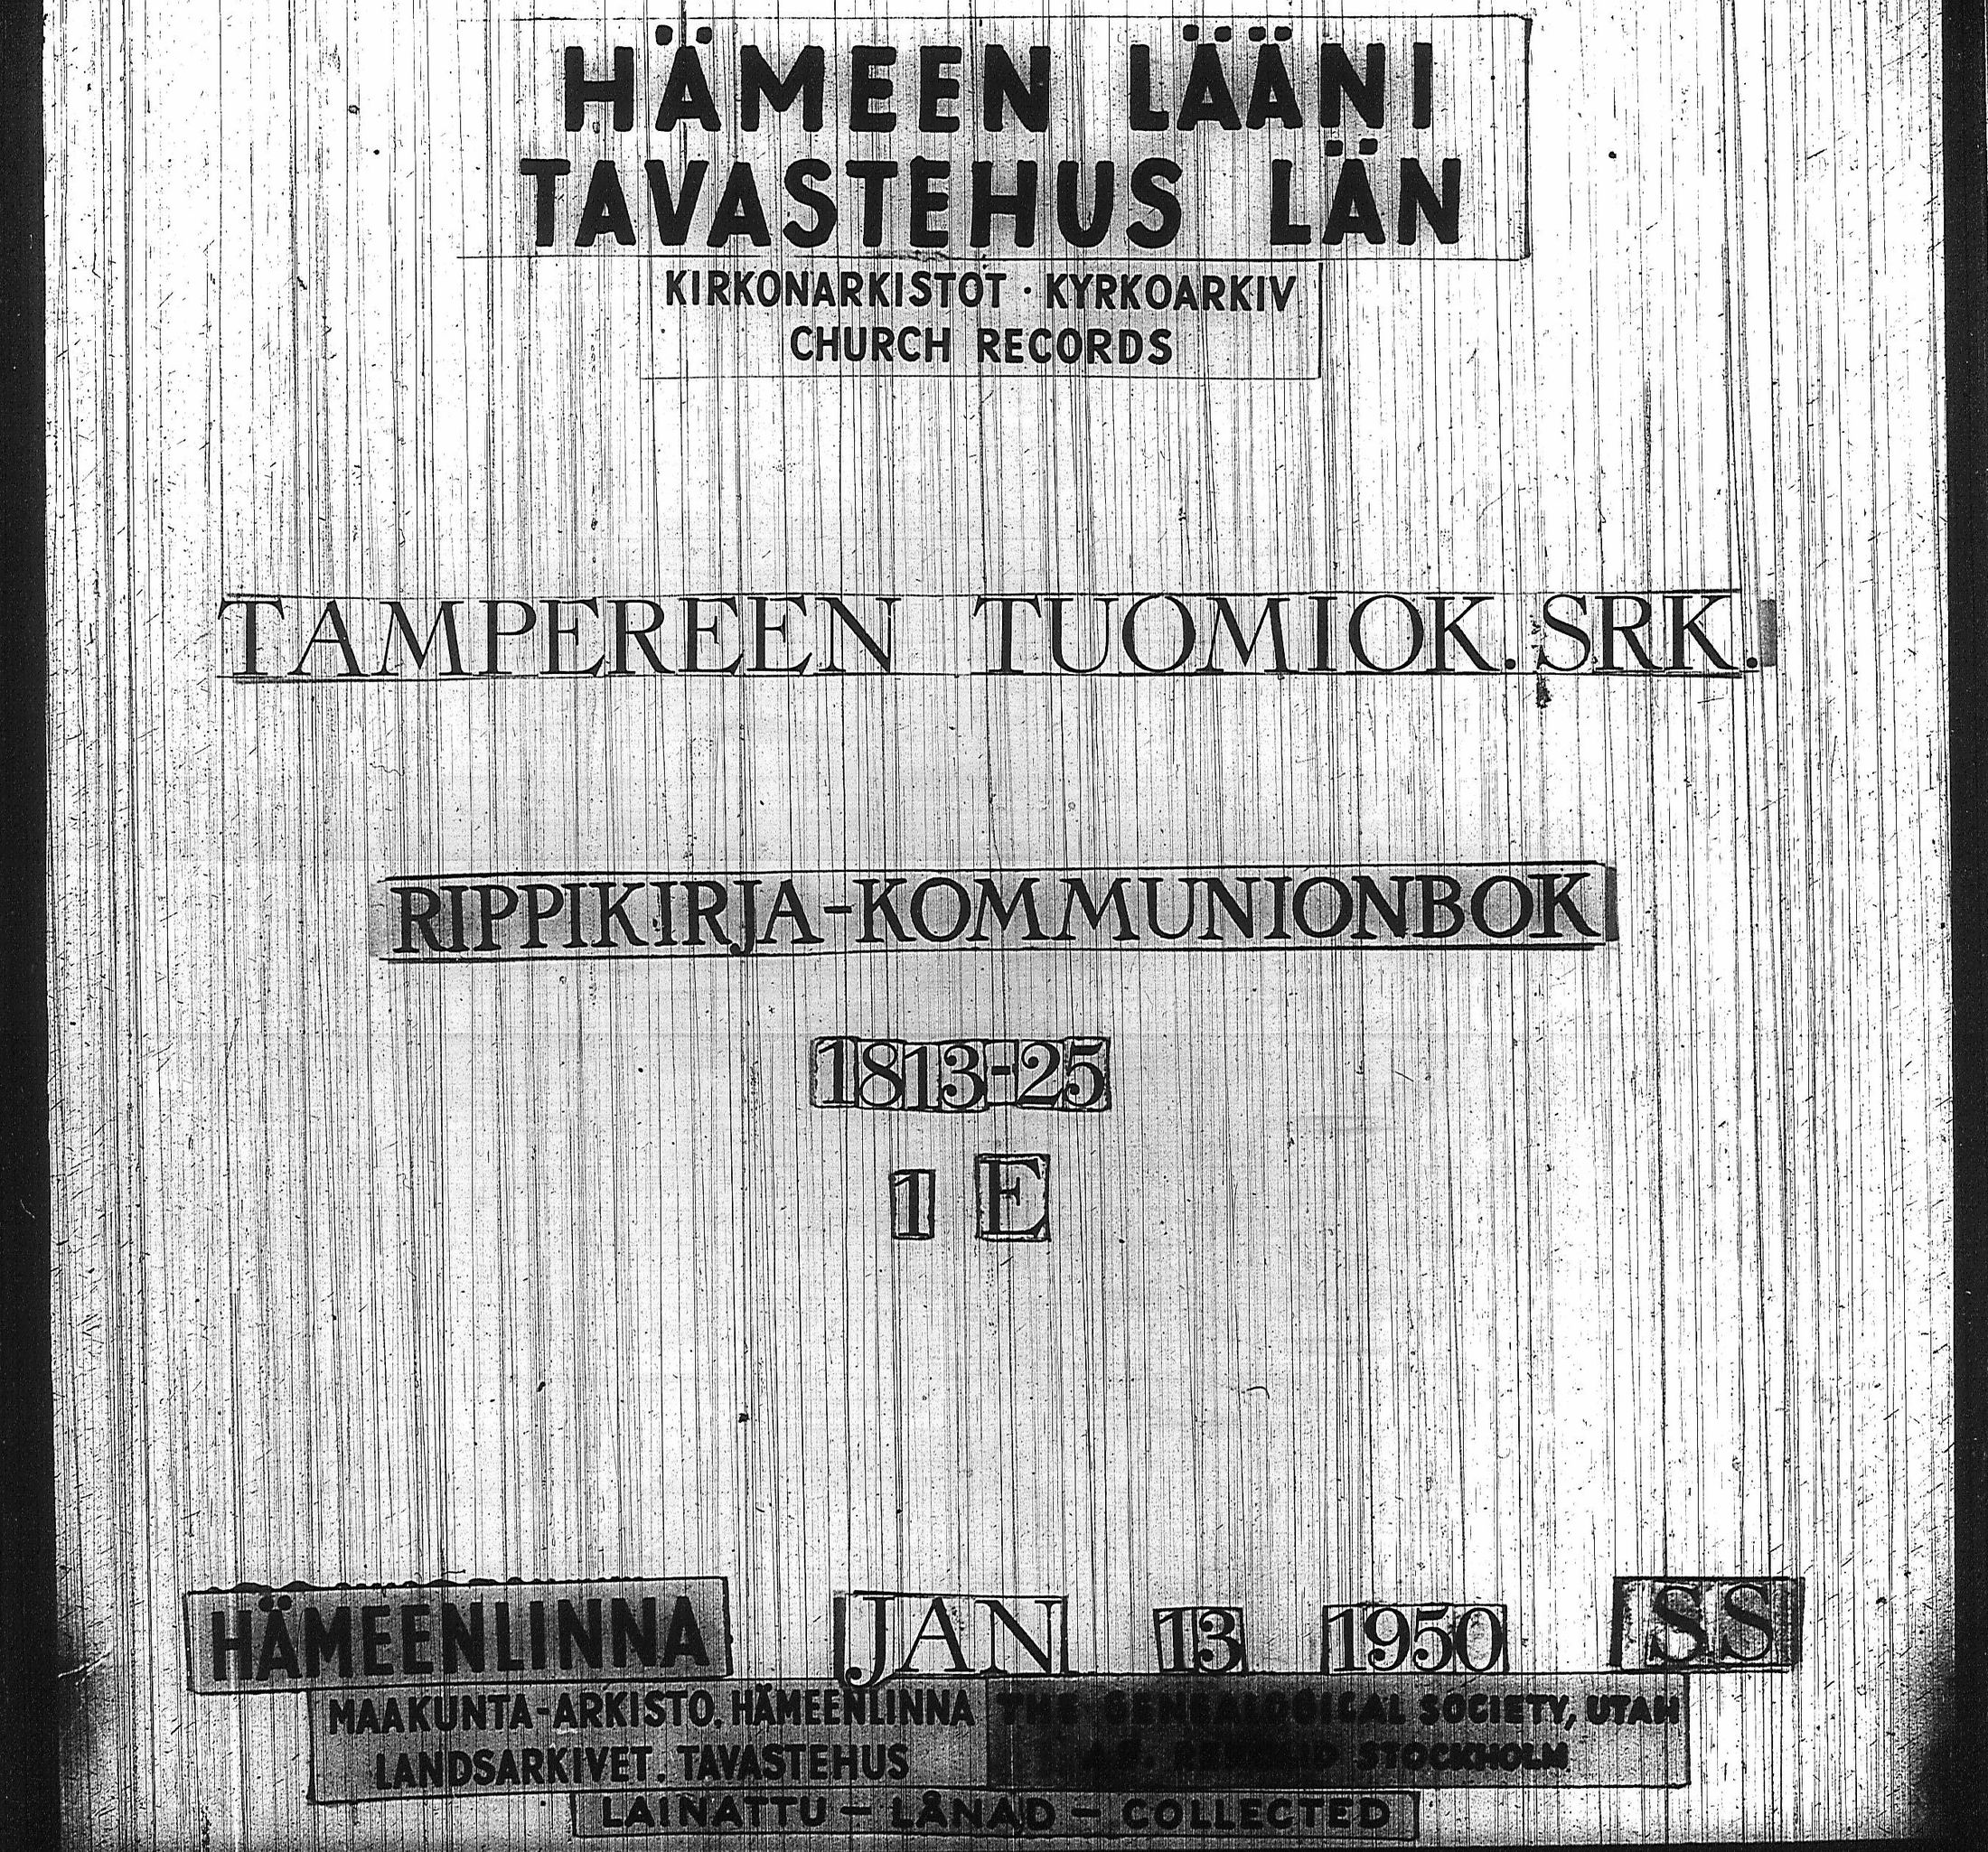 HÄMEEN LÄÄNI
TAVASTEHUS LÄN
KIRKONARKISTOT · KYRKOARKIV
CHURCH RECORDS
TAMPEREEN TUOMIOK. SRK.
RIPPIKIRJA-KOMMUNIONBOK
1813-25
1 E
HÄMEENLINNA JAN 13 1950 SS
MAAKUNTA-ARKISTO. HÄMEENLINNA
LANDSARKIVET. TAVASTEHUS
THE GENEALOGICAL SOCIETY, UTAH
STOCKHOLM
LAINATTU - LÅNAD - COLLECTED